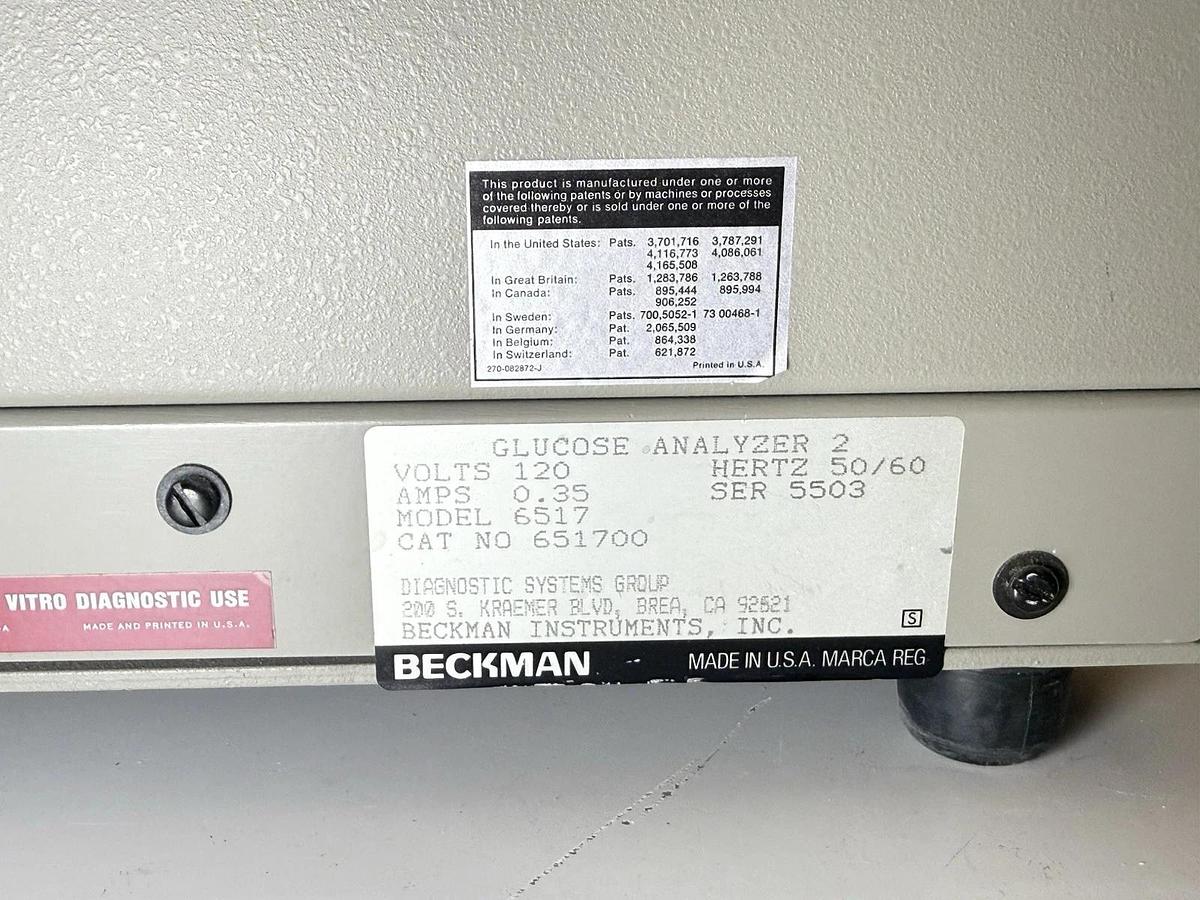 This product is manufactured under one or more
of the following patents or by machines or processes
covered thereby or is sold under one or more of the
following patents.
In the United States: Pats. 3,701,716 3,787,291
4,116,773 4,086,061
4,165,508
In Great Britain: Pats. 1,283,786 1,263,788
In Canada: Pats. 895,444 895,994
906,252
In Sweden: Pats. 700,5052-1 73 00468-1
In Germany: Pat. 2,065,509
In Belgium: Pat. 864,338
In Switzerland: Pat. 621,872
270-082872-J Printed in U.S.A.
GLUCOSE ANALYZER 2
VOLTS 120 HERTZ 50/60
AMPS 0.35 SER 5503
MODEL 6517
CAT NO 651700
DIAGNOSTIC SYSTEMS GROUP
200 S. KRAEMER BLVD, BREA, CA 92621
BECKMAN INSTRUMENTS, INC.
S
BECKMAN MADE IN U.S.A. MARCA REG
VITRO DIAGNOSTIC USE
MADE AND PRINTED IN U.S.A.